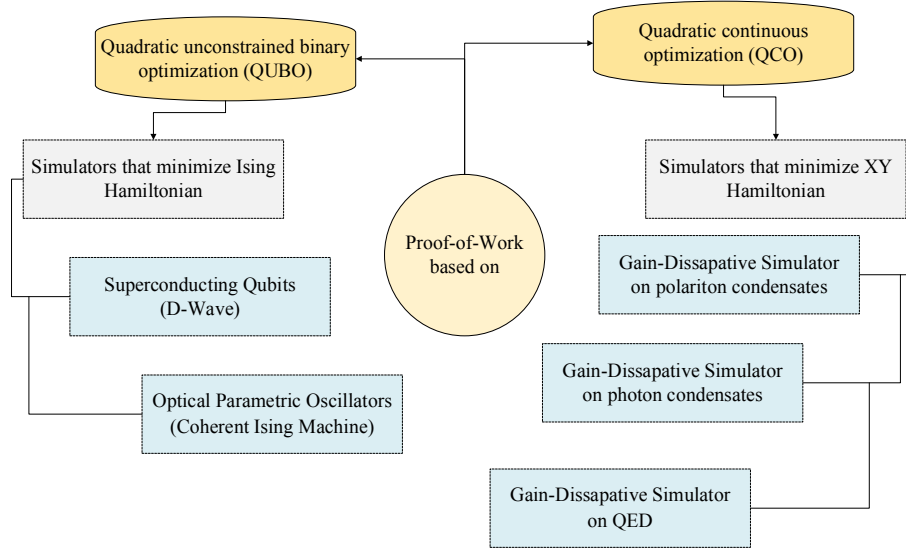 Quadratic unconstrained binary
optimization (QUBO)
Quadratic continuous
optimization (QCO)
Simulators that minimize Ising
Hamiltonian
Simulators that minimize XY
Hamiltonian
Proof-of-Work
based on
Superconducting Qubits
(D-Wave)
Optical Parametric Oscillators
(Coherent Ising Machine)
Gain-Dissapative Simulator
on polariton condensates
Gain-Dissapative Simulator
on photon condensates
Gain-Dissapative Simulator
on QED